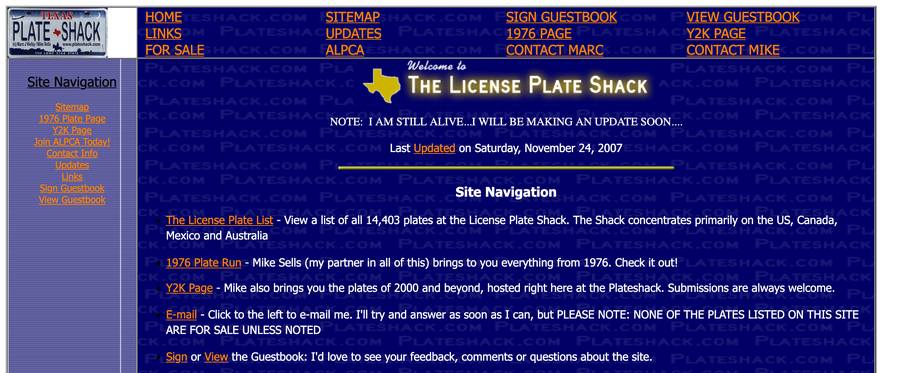 TEXAS
PLATE SHACK
www.plateshack.com
HOME SITEMAP SIGN GUESTBOOK VIEW GUESTBOOK
LINKS UPDATES 1976 PAGE Y2K PAGE
FOR SALE ALPCA CONTACT MARC CONTACT MIKE
Site Navigation
Sitemap
1976 Plate Page
Y2K Page
Join ALPCA Today!
Contact Info
Updates
Links
Sign Guestbook
View Guestbook
Welcome to
THE LICENSE PLATE SHACK
NOTE: I AM STILL ALIVE...I WILL BE MAKING AN UPDATE SOON....
Last Updated on Saturday, November 24, 2007
Site Navigation
The License Plate List - View a list of all 14,403 plates at the License Plate Shack. The Shack concentrates primarily on the US, Canada,
Mexico and Australia
1976 Plate Run - Mike Sells (my partner in all of this) brings to you everything from 1976. Check it out!
Y2K Page - Mike also brings you the plates of 2000 and beyond, hosted right here at the Plateshack. Submissions are always welcome.
E-mail - Click to the left to e-mail me. I'll try and answer as soon as I can, but PLEASE NOTE: NONE OF THE PLATES LISTED ON THIS SITE
ARE FOR SALE UNLESS NOTED
Sign or View the Guestbook: I'd love to see your feedback, comments or questions about the site.
PLATESHACK.COM